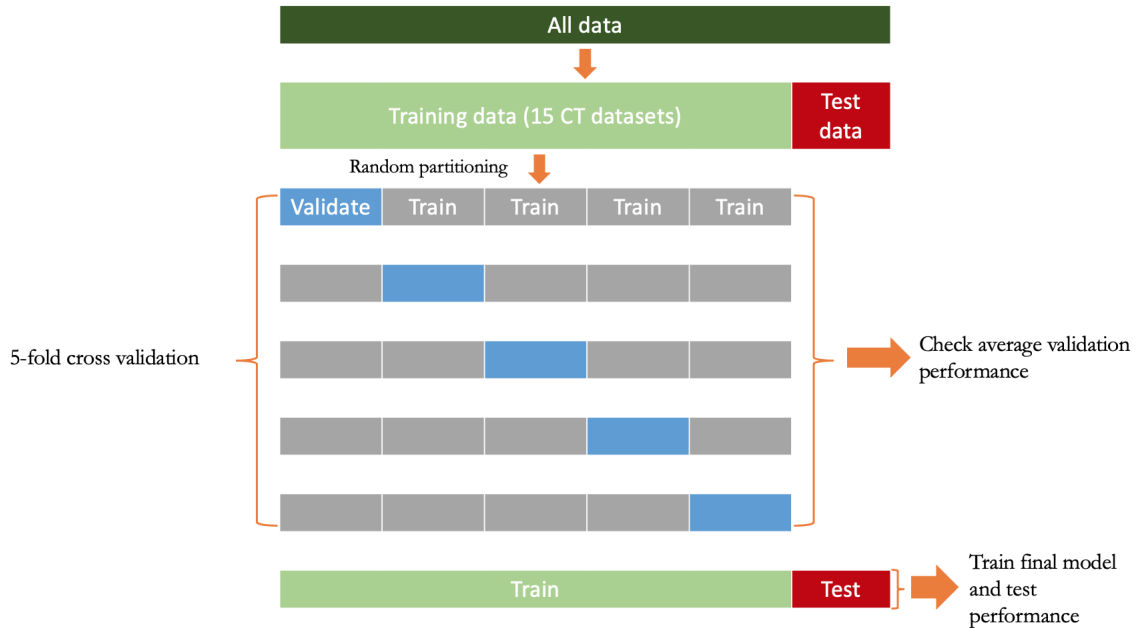 All data
Training data (15 CT datasets)
Test
data
Random partitioning
Validate Train Train Train Train
5-fold cross validation
Check average validation
performance
Train Test
Train final model
and test
performance